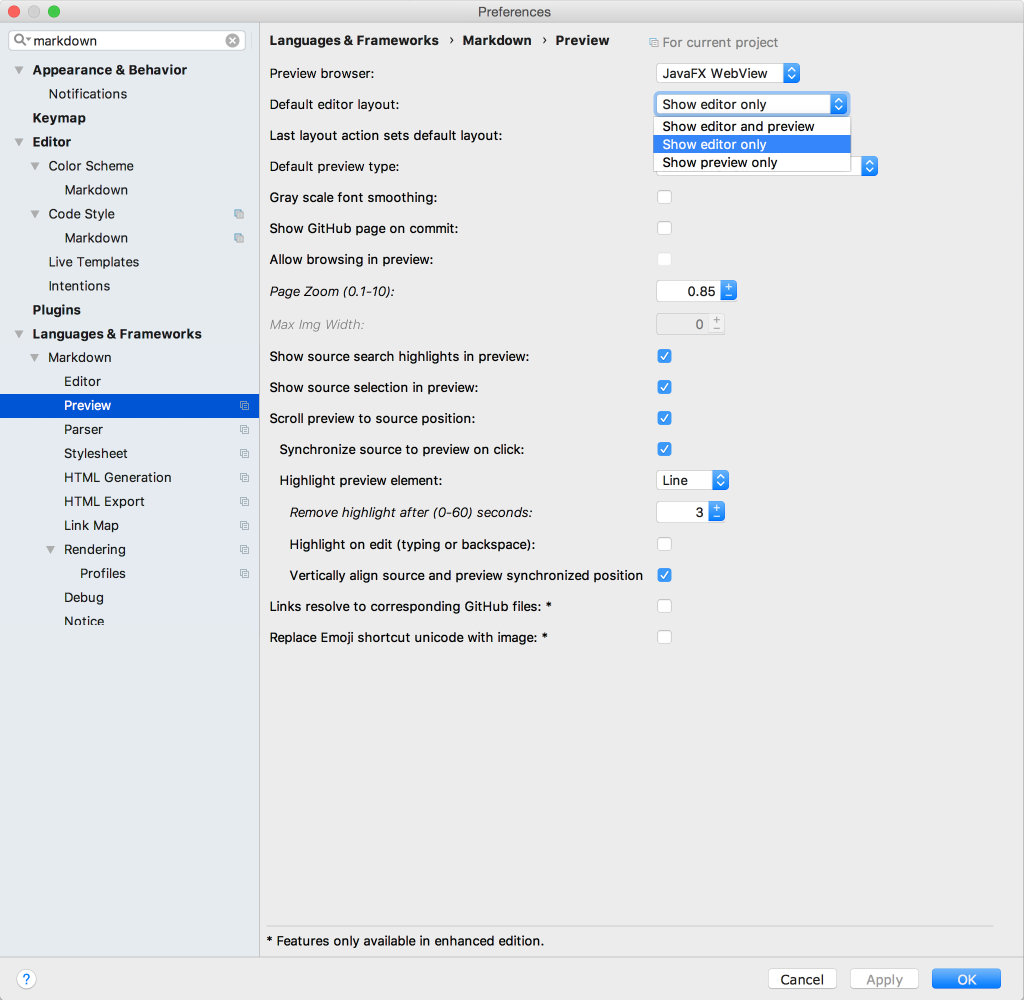 Preferences
markdown
Appearance & Behavior
Notifications
Keymap
Editor
Color Scheme
Markdown
Code Style
Markdown
Live Templates
Intentions
Plugins
Languages & Frameworks
Markdown
Editor
Preview
Parser
Stylesheet
HTML Generation
HTML Export
Link Map
Rendering
Profiles
Debug
Notice
Languages & Frameworks › Markdown › Preview For current project
Preview browser: JavaFX WebView
Default editor layout: Show editor only
Show editor and preview
Show editor only
Show preview only
Last layout action sets default layout:
Default preview type:
Gray scale font smoothing:
Show GitHub page on commit:
Allow browsing in preview:
Page Zoom (0.1-10): 0.85
Max Img Width: 0
Show source search highlights in preview:
Show source selection in preview:
Scroll preview to source position:
Synchronize source to preview on click:
Highlight preview element: Line
Remove highlight after (0-60) seconds: 3
Highlight on edit (typing or backspace):
Vertically align source and preview synchronized position
Links resolve to corresponding GitHub files: *
Replace Emoji shortcut unicode with image: *
* Features only available in enhanced edition.
? Cancel Apply OK